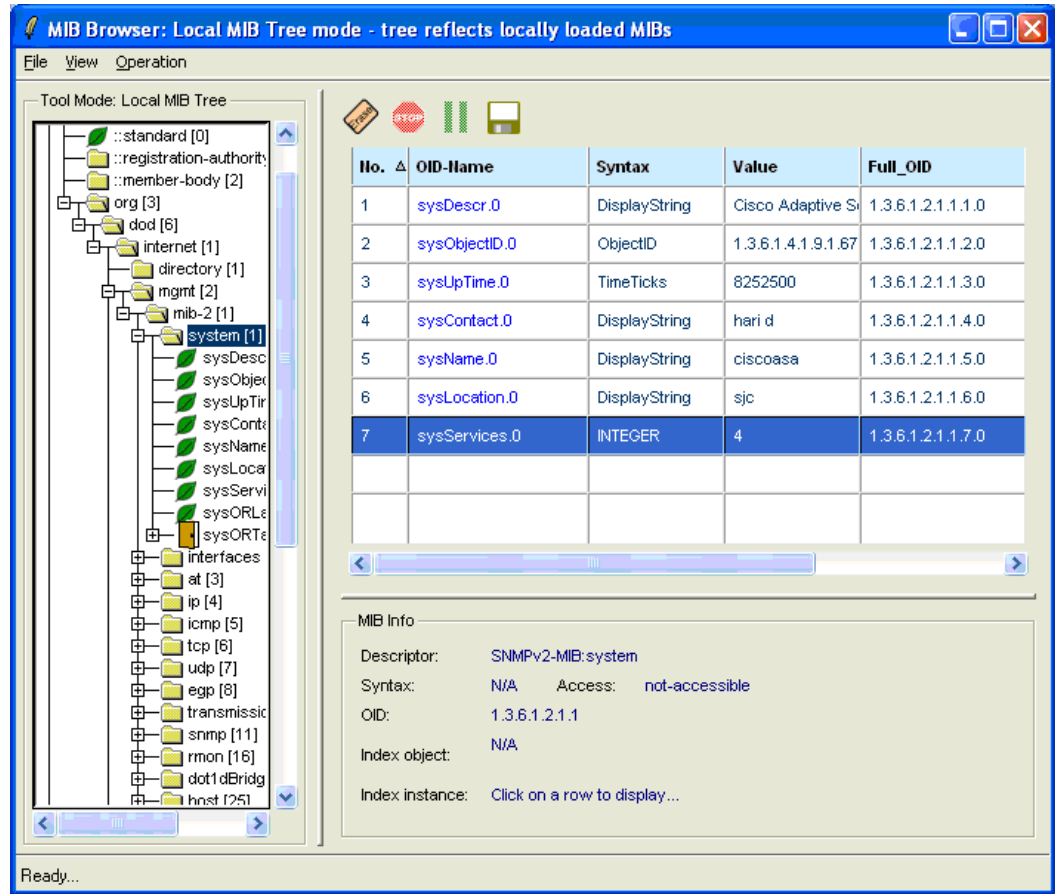 MIB Browser: Local MIB Tree mode - tree reflects locally loaded MIBs
File View Operation
Tool Mode: Local MIB Tree
::standard [0]
::registration-authority
::member-body [2]
org [3]
dod [6]
internet [1]
directory [1]
mgmt [2]
mib-2 [1]
system [1]
sysDesc
sysObjec
sysUpTir
sysConta
sysName
sysLocat
sysServi
sysORLa
sysORTa
interfaces
at [3]
ip [4]
icmp [5]
tcp [6]
udp [7]
egp [8]
transmissic
snmp [11]
rmon [16]
dot1dBridg
host [25]
Erase
STOP
No. OID-Name Syntax Value Full_OID
1 sysDescr.0 DisplayString Cisco Adaptive Se 1.3.6.1.2.1.1.1.0
2 sysObjectID.0 ObjectID 1.3.6.1.4.1.9.1.67 1.3.6.1.2.1.1.2.0
3 sysUpTime.0 TimeTicks 8252500 1.3.6.1.2.1.1.3.0
4 sysContact.0 DisplayString hari d 1.3.6.1.2.1.1.4.0
5 sysName.0 DisplayString ciscoasa 1.3.6.1.2.1.1.5.0
6 sysLocation.0 DisplayString sjc 1.3.6.1.2.1.1.6.0
7 sysServices.0 INTEGER 4 1.3.6.1.2.1.1.7.0
MIB Info
Descriptor: SNMPv2-MIB:system
Syntax: N/A Access: not-accessible
OID: 1.3.6.1.2.1.1
Index object: N/A
Index instance: Click on a row to display...
Ready...